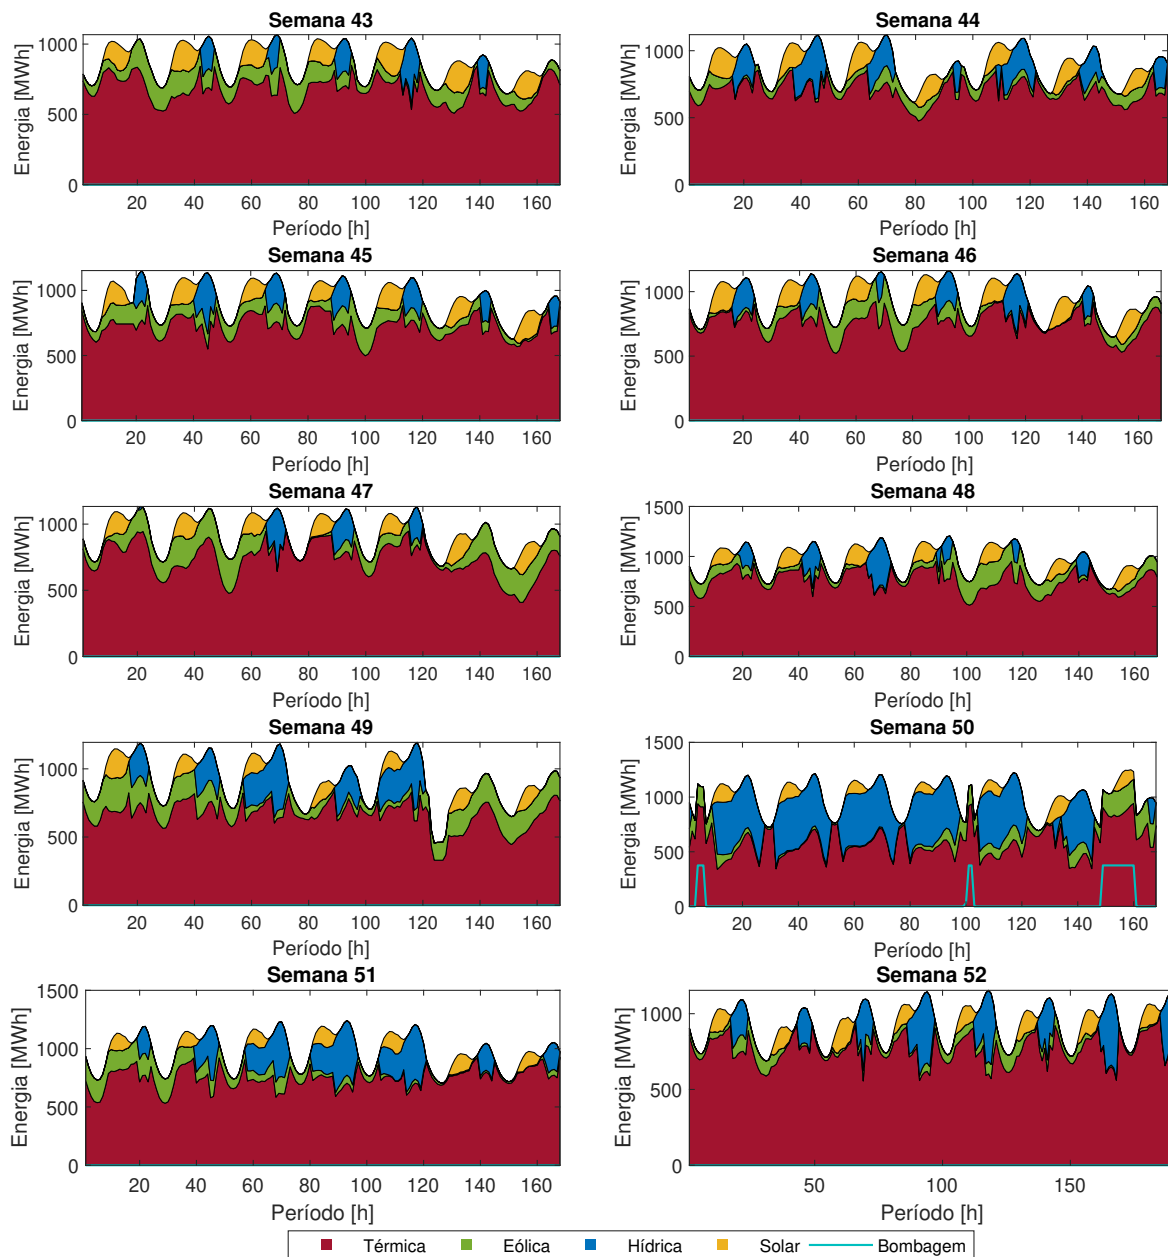 Semana 43
1000
500
0
Energia [MWh]
20 40 60 80 100 120 140 160
Período [h]
Semana 44
1000
500
0
Energia [MWh]
20 40 60 80 100 120 140 160
Período [h]
Semana 45
1000
500
0
Energia [MWh]
20 40 60 80 100 120 140 160
Período [h]
Semana 46
1000
500
0
Energia [MWh]
20 40 60 80 100 120 140 160
Período [h]
Semana 47
1000
500
0
Energia [MWh]
20 40 60 80 100 120 140 160
Período [h]
Semana 48
1500
1000
500
0
Energia [MWh]
20 40 60 80 100 120 140 160
Período [h]
Semana 49
1000
500
0
Energia [MWh]
20 40 60 80 100 120 140 160
Período [h]
Semana 50
1500
1000
500
0
Energia [MWh]
20 40 60 80 100 120 140 160
Período [h]
Semana 51
1500
1000
500
0
Energia [MWh]
20 40 60 80 100 120 140 160
Período [h]
Semana 52
1000
500
0
Energia [MWh]
50 100 150
Período [h]
Térmica Eólica Hídrica Solar Bombagem